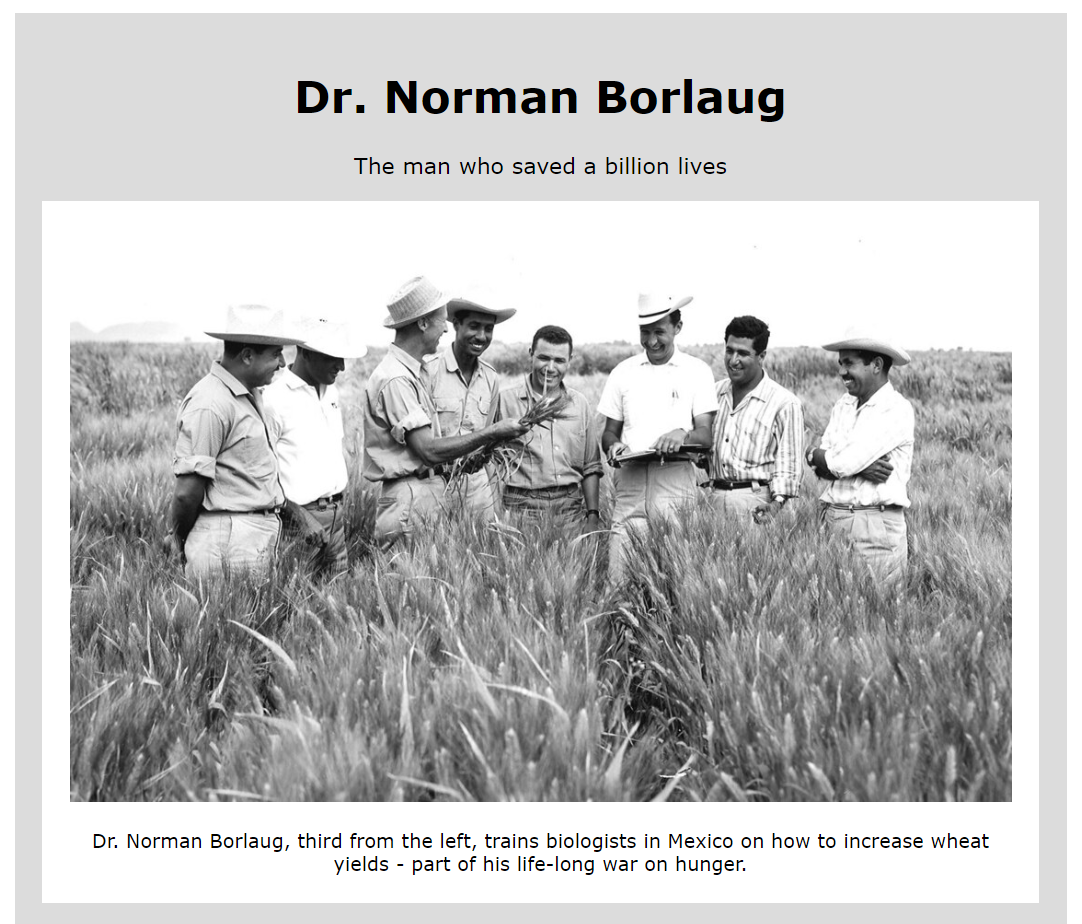 Dr. Norman Borlaug
The man who saved a billion lives
Dr. Norman Borlaug, third from the left, trains biologists in Mexico on how to increase wheat
yields - part of his life-long war on hunger.